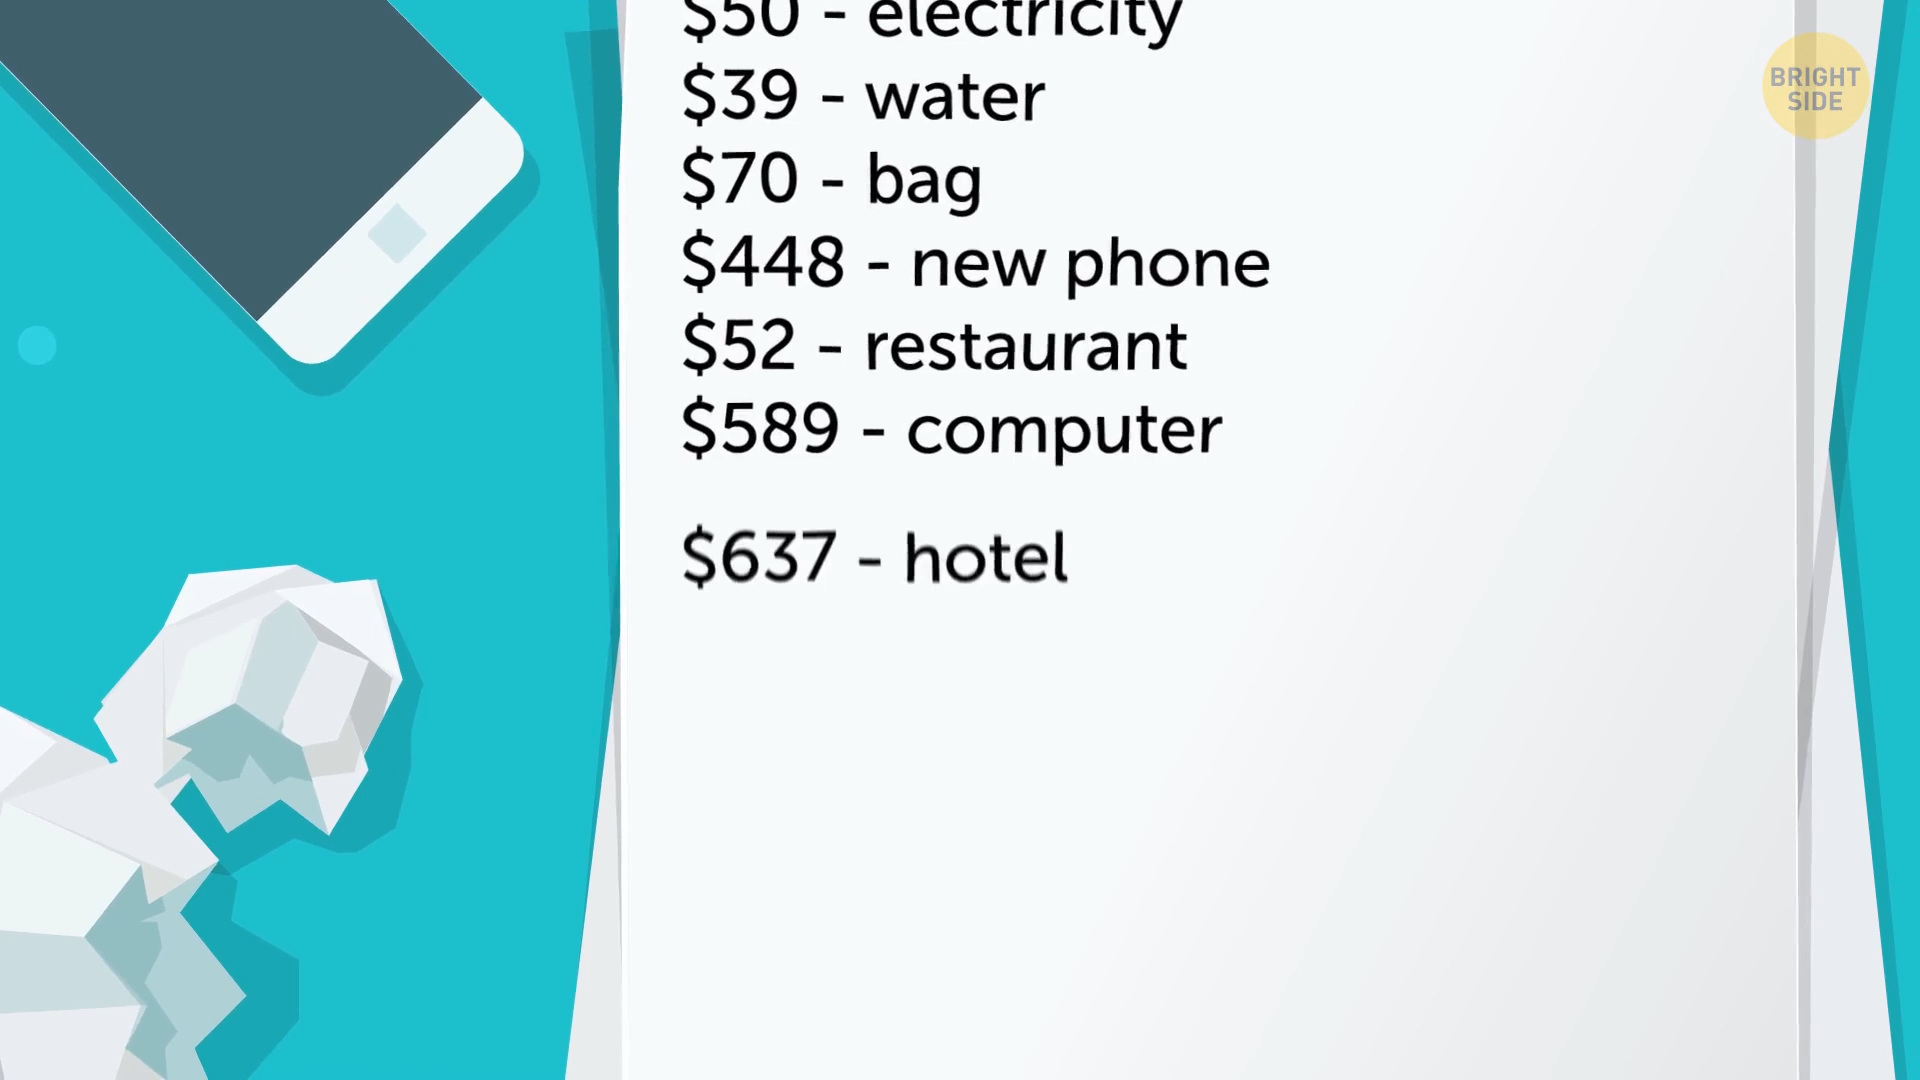 $50 - electricity
$39 - water
$70 - bag
$448 - new phone
$52 - restaurant
$589 - computer
$637 - hotel
BRIGHT
SIDE